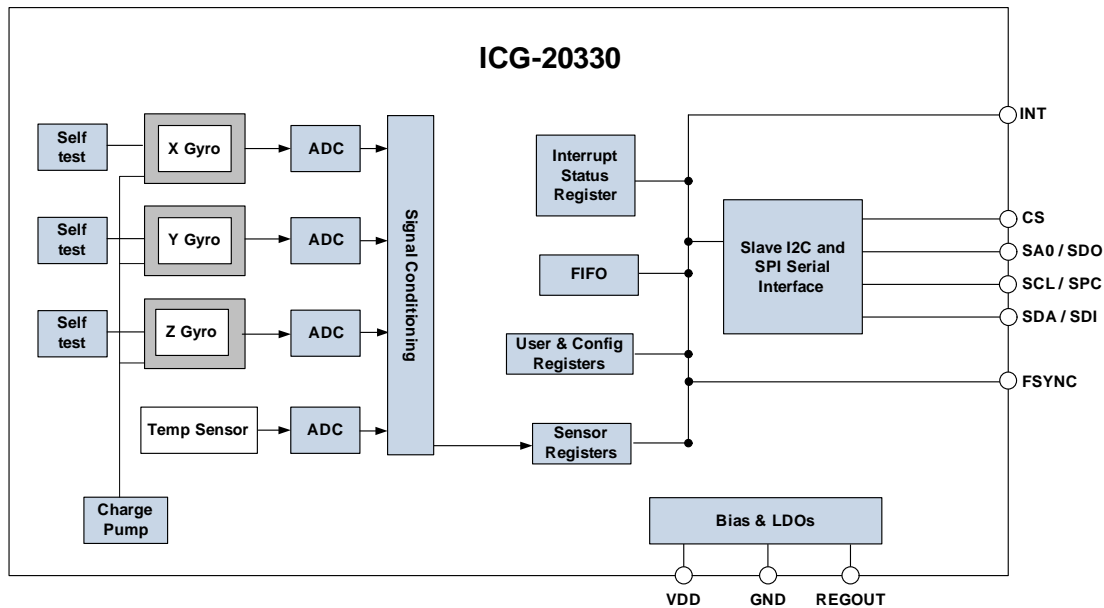 ICG-20330
INT
Self
test
X Gyro
ADC
Interrupt
Status
Register
Signal Conditioning
CS
Self
test
Y Gyro
ADC
Slave I2C and
SPI Serial
Interface
SA0 / SDO
FIFO
SCL / SPC
SDA / SDI
Self
test
Z Gyro
ADC
User & Config
Registers
FSYNC
Temp Sensor
ADC
Sensor
Registers
Charge
Pump
Bias & LDOs
VDD
GND
REGOUT